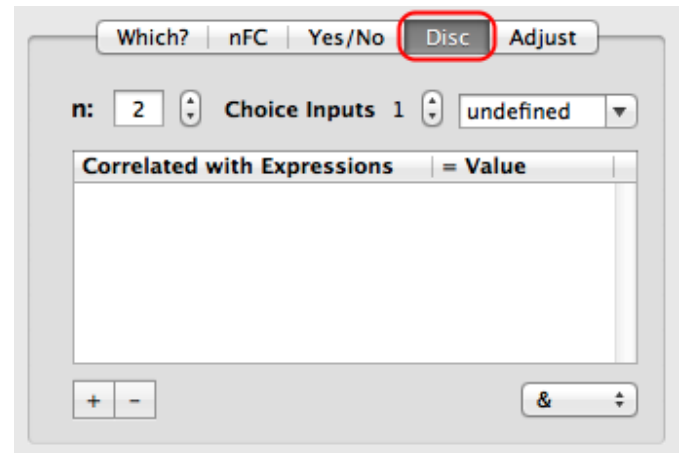 Which? nFC Yes/No Disc Adjust
n: 2 Choice Inputs 1 undefined
Correlated with Expressions = Value
+ - &